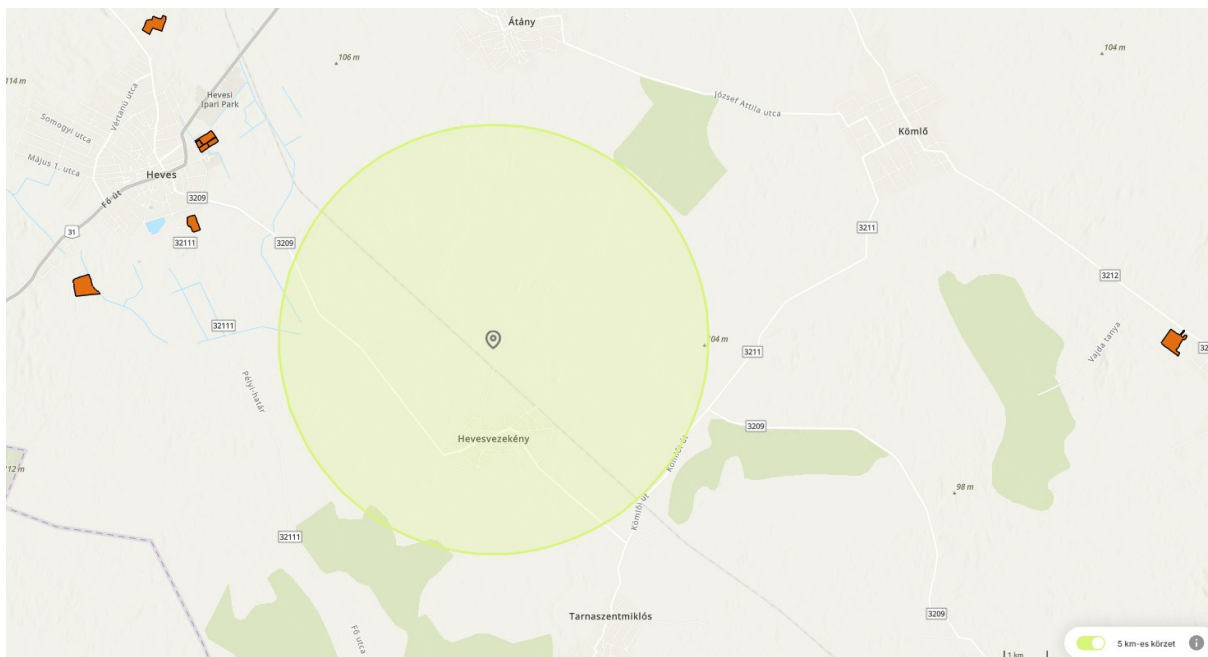 Átány
106 m
104 m
114 m
Hevesi
Ipari Park
József Attila utca
Vértanú utca
Somogyi utca
Kömlő
Május 1. utca
Heves
3209
Fő út
3211
31
32111
3209
3212
32111
04 m
3211
Vajda tanya
32
Pélyi-határ
3209
Hevesvezekény
Kömlői út
212 m
98 m
Kömlői út
32111
3209
Tarnaszentmiklós
Fő utca
5 km-es körzet
i
1 km